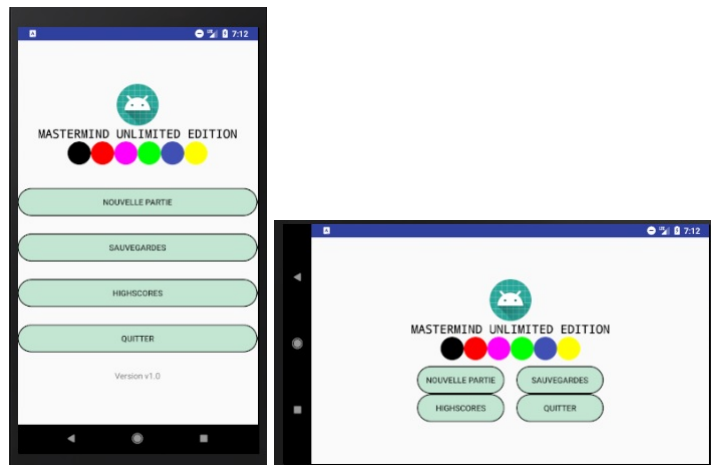 7:12
MASTERMIND UNLIMITED EDITION
NOUVELLE PARTIE
SAUVEGARDES
HIGHSCORES
QUITTER
Version v1.0
7:12
MASTERMIND UNLIMITED EDITION
NOUVELLE PARTIE SAUVEGARDES
HIGHSCORES QUITTER